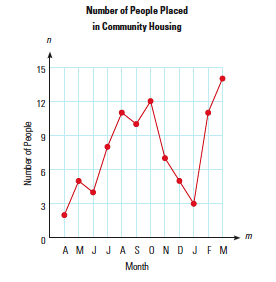 Number of People Placed
in Community Housing
n
15
12
9
6
3
0
Number of People
A M J J A S O N D J F M
m
Month